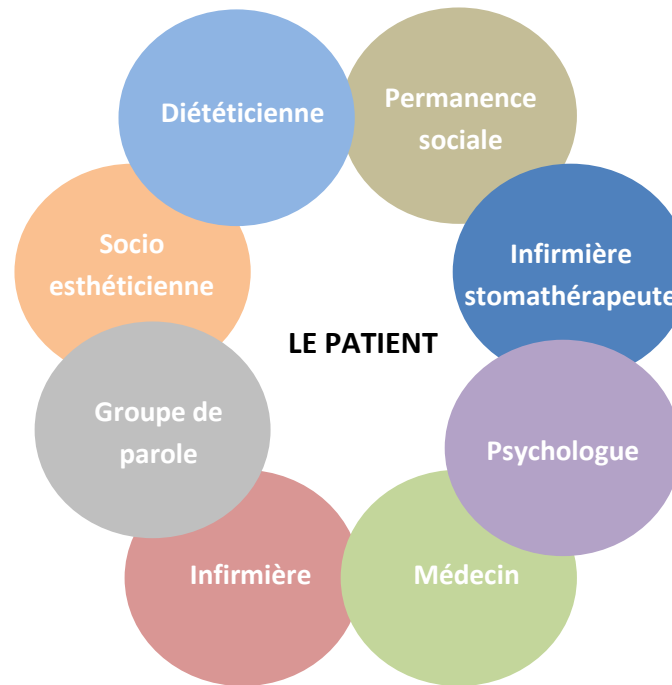 Diététicienne
Permanence
sociale
Socio
esthéticienne
Infirmière
stomathérapeute
LE PATIENT
Groupe de
parole
Psychologue
Infirmière
Médecin